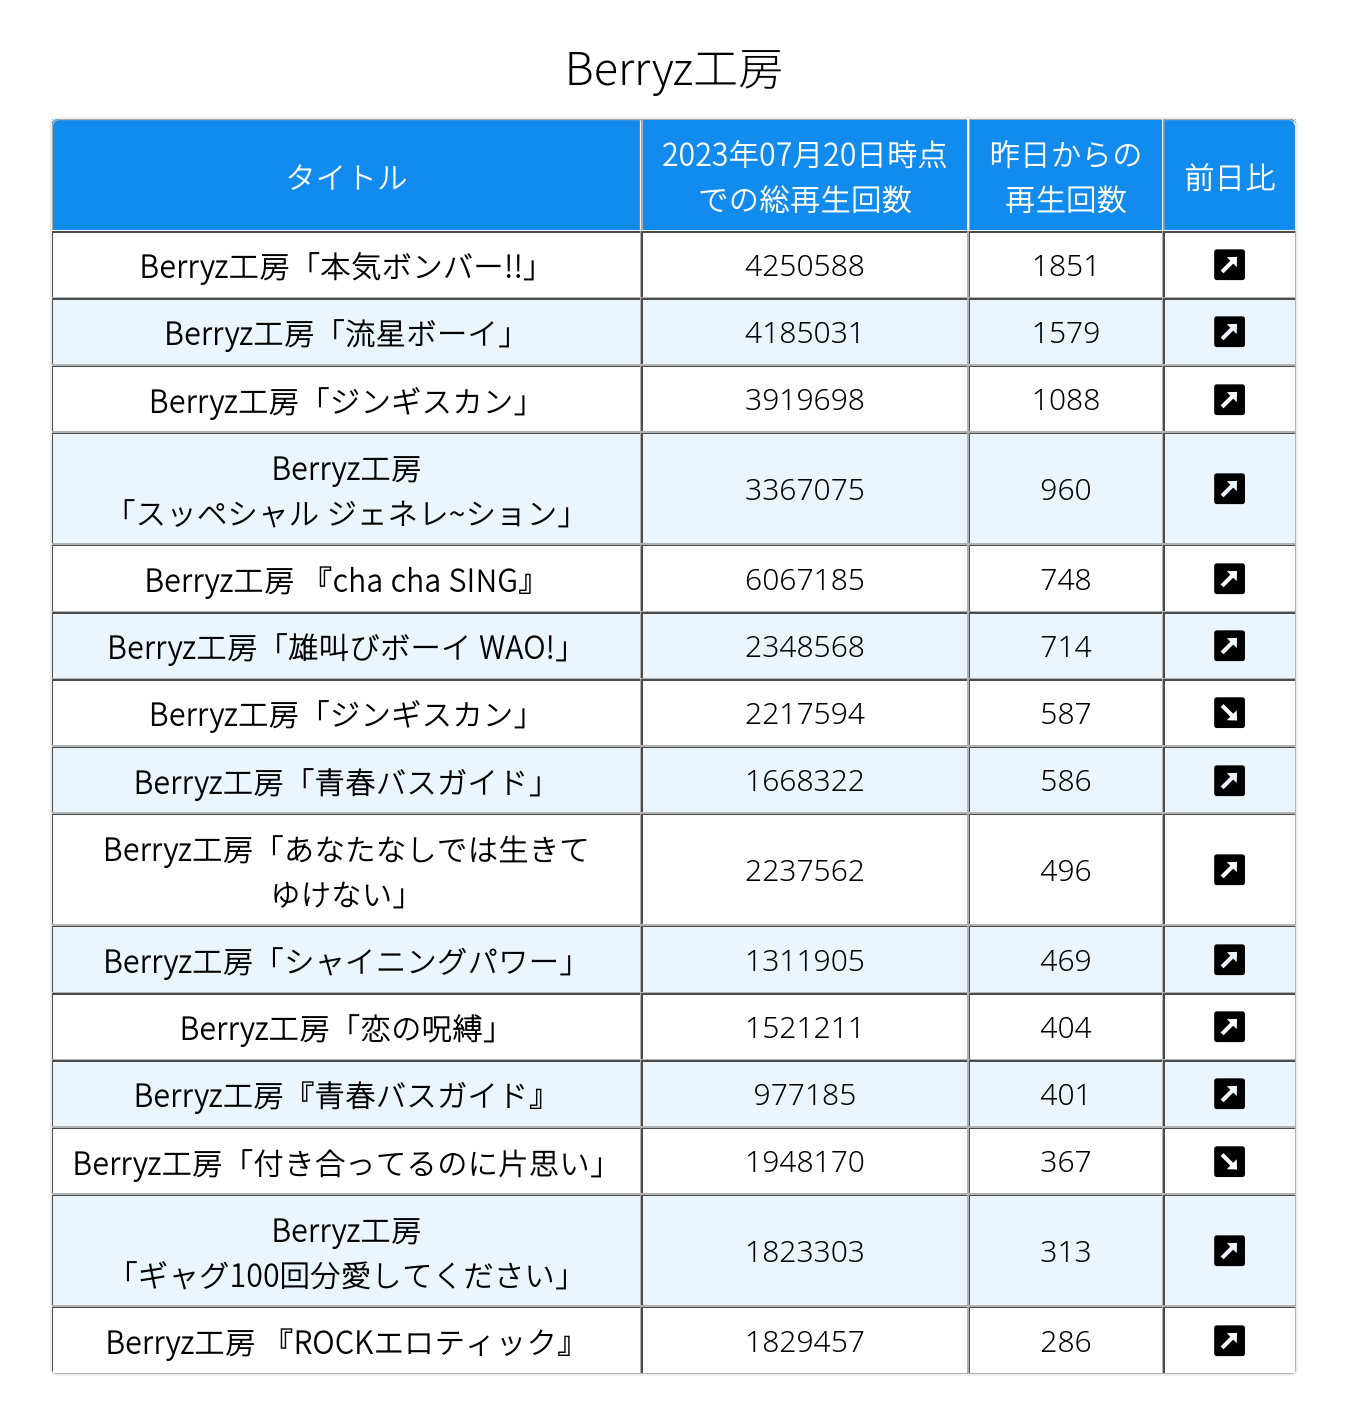 Berryz工房
タイトル
2023年07月20日時点
での総再生回数
昨日からの
再生回数
前日比
Berryz工房「本気ボンバー!!」 4250588 1851
Berryz工房「流星ボーイ」 4185031 1579
Berryz工房「ジンギスカン」 3919698 1088
Berryz工房
「スッペシャル ジェネレ~ション」 3367075 960
Berryz工房 『cha cha SING』 6067185 748
Berryz工房「雄叫びボーイ WAO!」 2348568 714
Berryz工房「ジンギスカン」 2217594 587
Berryz工房「青春バスガイド」 1668322 586
Berryz工房「あなたなしでは生きて
ゆけない」 2237562 496
Berryz工房「シャイニングパワー」 1311905 469
Berryz工房「恋の呪縛」 1521211 404
Berryz工房『青春バスガイド』 977185 401
Berryz工房「付き合ってるのに片思い」 1948170 367
Berryz工房
「ギャグ100回分愛してください」 1823303 313
Berryz工房 『ROCKエロティック』 1829457 286